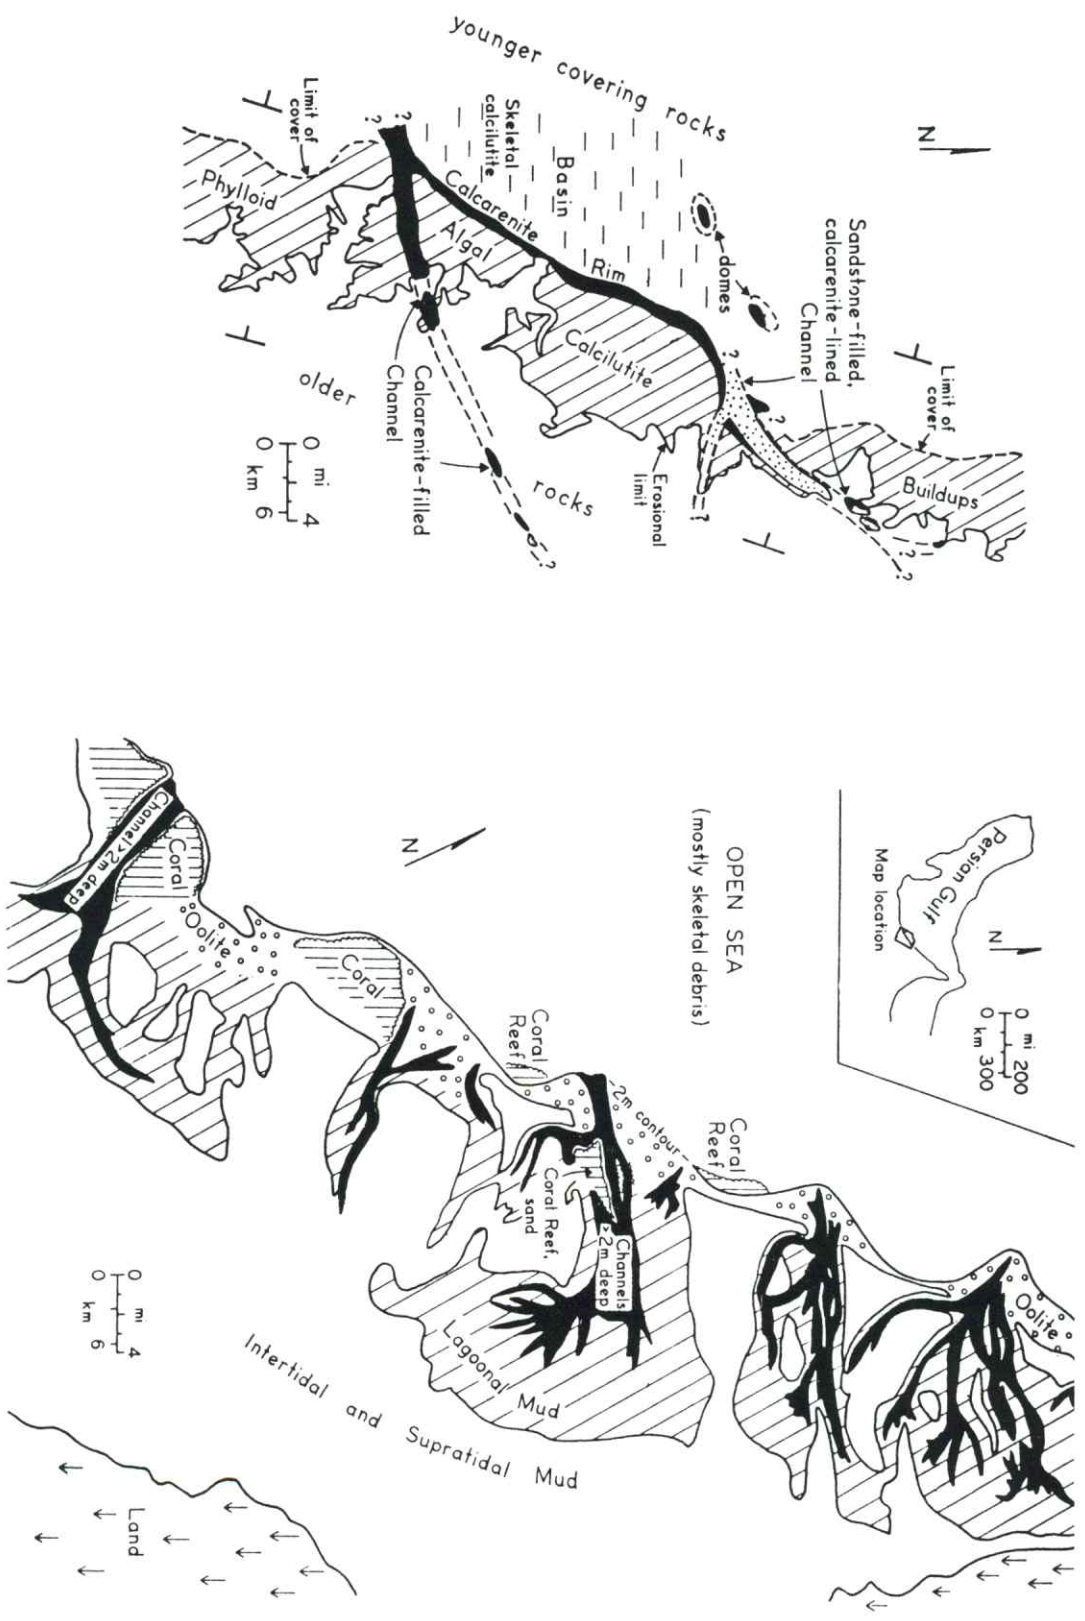 younger covering rocks
N
Limit of
cover
?
?
Skeletal
calcilutite
Basin
domes
Sandstone-filled,
calcarenite-lined
Channel
Limit of
cover
Phylloid
Calcarenite
Rim
Algal
Calcilutite
Buildups
?
?
?
?
?
?
older
rocks
Calcarenite-filled
Channel
Erosional
limit
0 mi 4
0 km 6
Persian Gulf
Map location
N
0 mi 200
0 km 300
OPEN SEA
(mostly skeletal debris)
N
Channel >2m deep
Coral
Oolite
Coral
Coral
Reef
-2m contour
Coral
Reef
Oolite
Coral Reef,
sand
Channels
>2m deep
Lagoonal Mud
Intertidal and Supratidal Mud
0 mi 4
0 km 6
Land